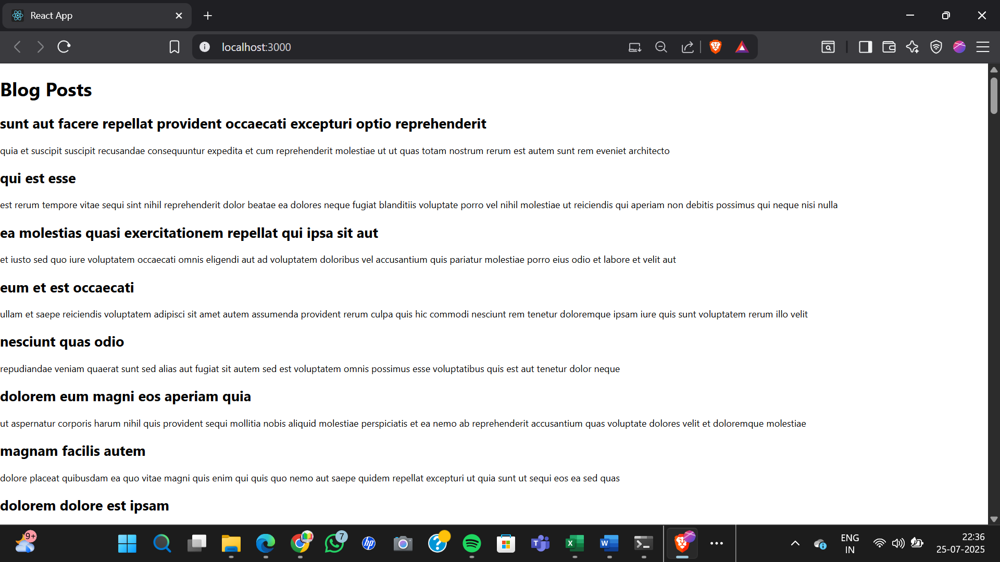 React App
localhost:3000
Blog Posts
sunt aut facere repellat provident occaecati excepturi optio reprehenderit
quia et suscipit suscipit recusandae consequuntur expedita et cum reprehenderit molestiae ut ut quas totam nostrum rerum est autem sunt rem eveniet architecto
qui est esse
est rerum tempore vitae sequi sint nihil reprehenderit dolor beatae ea dolores neque fugiat blanditiis voluptate porro vel nihil molestiae ut reiciendis qui aperiam non debitis possimus qui neque nisi nulla
ea molestias quasi exercitationem repellat qui ipsa sit aut
et iusto sed quo iure voluptatem occaecati omnis eligendi aut ad voluptatem doloribus vel accusantium quis pariatur molestiae porro eius odio et labore et velit aut
eum et est occaecati
ullam et saepe reiciendis voluptatem adipisci sit amet autem assumenda provident rerum culpa quis hic commodi nesciunt rem tenetur doloremque ipsam iure quis sunt voluptatem rerum illo velit
nesciunt quas odio
repudiandae veniam quaerat sunt sed alias aut fugiat sit autem sed est voluptatem omnis possimus esse voluptatibus quis est aut tenetur dolor neque
dolorem eum magni eos aperiam quia
ut aspernatur corporis harum nihil quis provident sequi mollitia nobis aliquid molestiae perspiciatis et ea nemo ab reprehenderit accusantium quas voluptate dolores velit et doloremque molestiae
magnam facilis autem
dolore placeat quibusdam ea quo vitae magni quis enim qui quis quo nemo aut saepe quidem repellat excepturi ut quia sunt ut sequi eos ea sed quas
dolorem dolore est ipsam
9+
7
hp
?
T
X
W
ENG
IN
22:36
25-07-2025